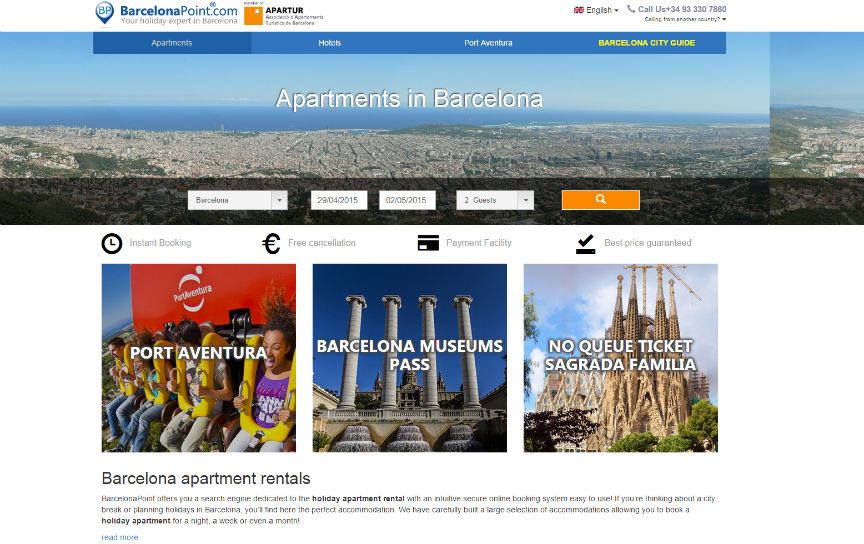 BarcelonaPoint.com
Your holiday expert in Barcelona
member of
APARTUR
Associació d'Apartaments
Turístics de Barcelona
English
Call Us+34 93 330 7860
Calling from another country?
Apartments
Hotels
Port Aventura
BARCELONA CITY GUIDE
Apartments in Barcelona
Barcelona
29/04/2015
02/05/2015
2 Guests
Instant Booking
Free cancellation
Payment Facility
Best price guaranteed
PortAventura
PORT AVENTURA
BARCELONA MUSEUMS
PASS
NO QUEUE TICKET
SAGRADA FAMILIA
Barcelona apartment rentals
BarcelonaPoint offers you a search engine dedicated to the holiday apartment rental with an intuitive secure online booking system easy to use! If you're thinking about a city
break or planning holidays in Barcelona, you'll find here the perfect accommodation. We have carefully built a large selection of accommodations allowing you to book a
holiday apartment for a night, a week or even a month!
read more